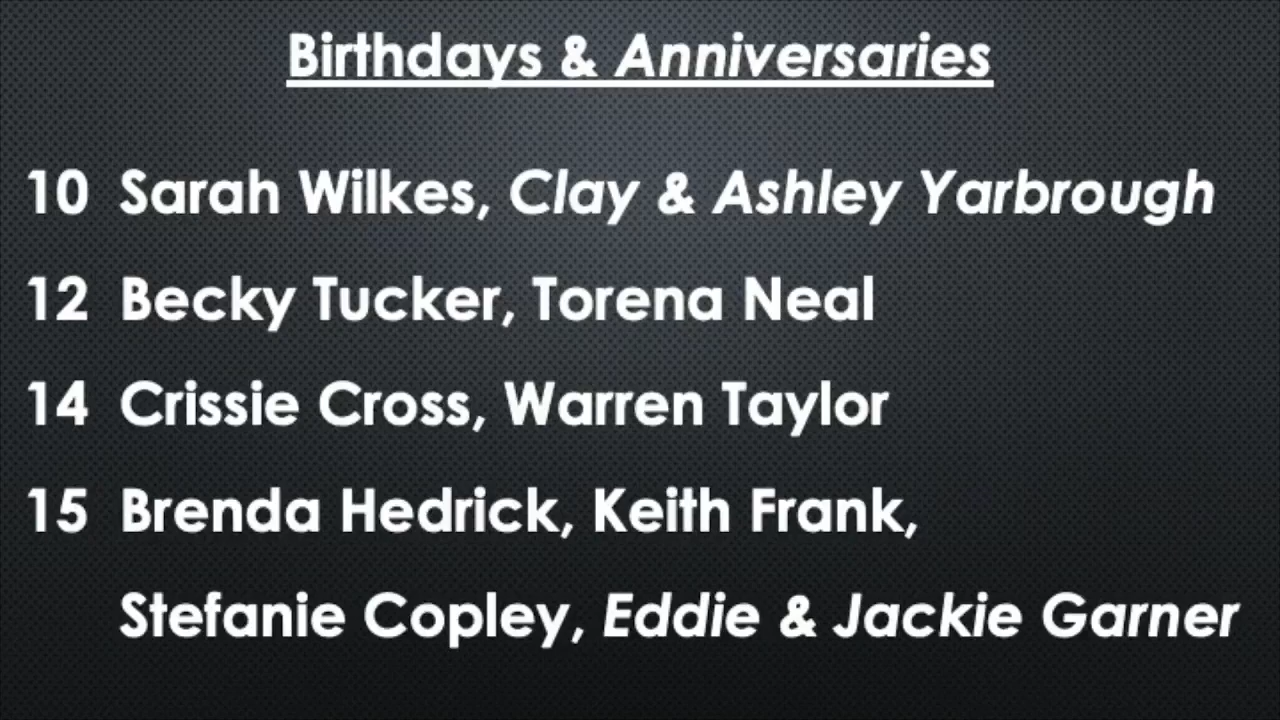 Birthdays & Anniversaries
10 Sarah Wilkes, Clay & Ashley Yarbrough
12 Becky Tucker, Torena Neal
14 Crissie Cross, Warren Taylor
15 Brenda Hedrick, Keith Frank,
Stefanie Copley, Eddie & Jackie Garner